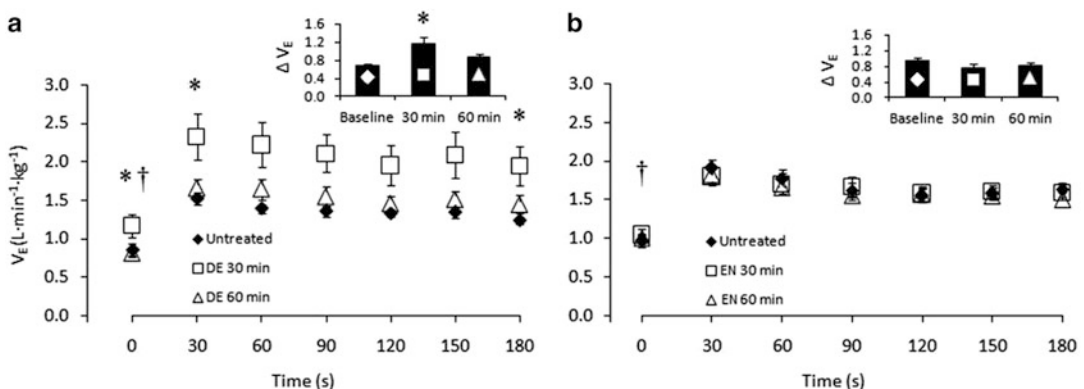 a
V_E (L·min⁻¹·kg⁻¹)
3.0
2.5
2.0
1.5
1.0
0.5
0.0
*
* †
*
Untreated
DE 30 min
DE 60 min
0 30 60 90 120 150 180
Time (s)
Δ V_E
1.6
1.2
0.8
0.4
0.0
*
Baseline 30 min 60 min
b
3.0
2.5
2.0
1.5
1.0
0.5
0.0
†
Untreated
EN 30 min
EN 60 min
0 30 60 90 120 150 180
Time (s)
Δ V_E
1.6
1.2
0.8
0.4
0.0
Baseline 30 min 60 min